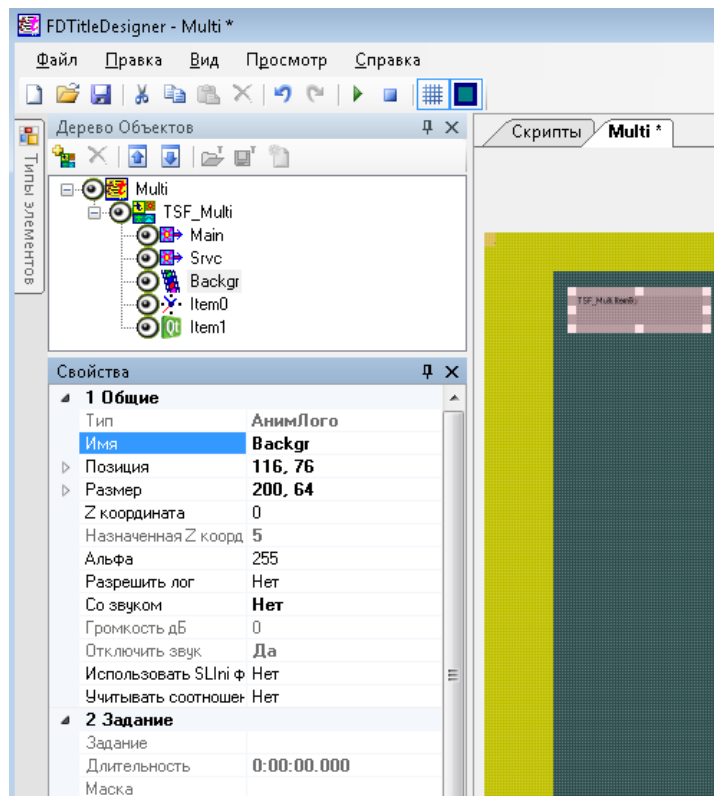 FDTitleDesigner - Multi *
Файл Правка Вид Просмотр Справка
Дерево Объектов
Скрипты Multi *
Типы элементов
Multi
TSF_Multi
Main
Srvc
Backgr
Item0
Item1
Свойства
1 Общие
Тип АнимЛого
Имя Backgr
Позиция 116, 76
Размер 200, 64
Z координата 0
Назначенная Z коорд 5
Альфа 255
Разрешить лог Нет
Со звуком Нет
Громкость дБ 0
Отключить звук Да
Использовать SLIni ф Нет
Учитывать соотношен Нет
2 Задание
Задание
Длительность 0:00:00.000
Маска